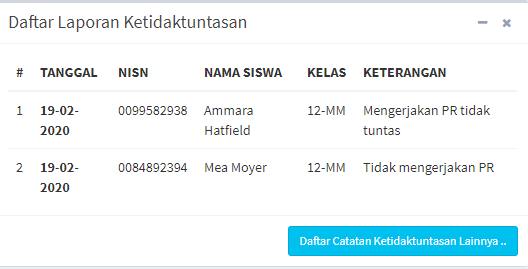 Daftar Laporan Ketidaktuntasan
# TANGGAL NISN NAMA SISWA KELAS KETERANGAN
1 19-02- 0099582938 Ammara 12-MM Mengerjakan PR tidak
2020 Hatfield tuntas
2 19-02- 0084892394 Mea Moyer 12-MM Tidak mengerjakan PR
2020
Daftar Catatan Ketidaktuntasan Lainnya ..